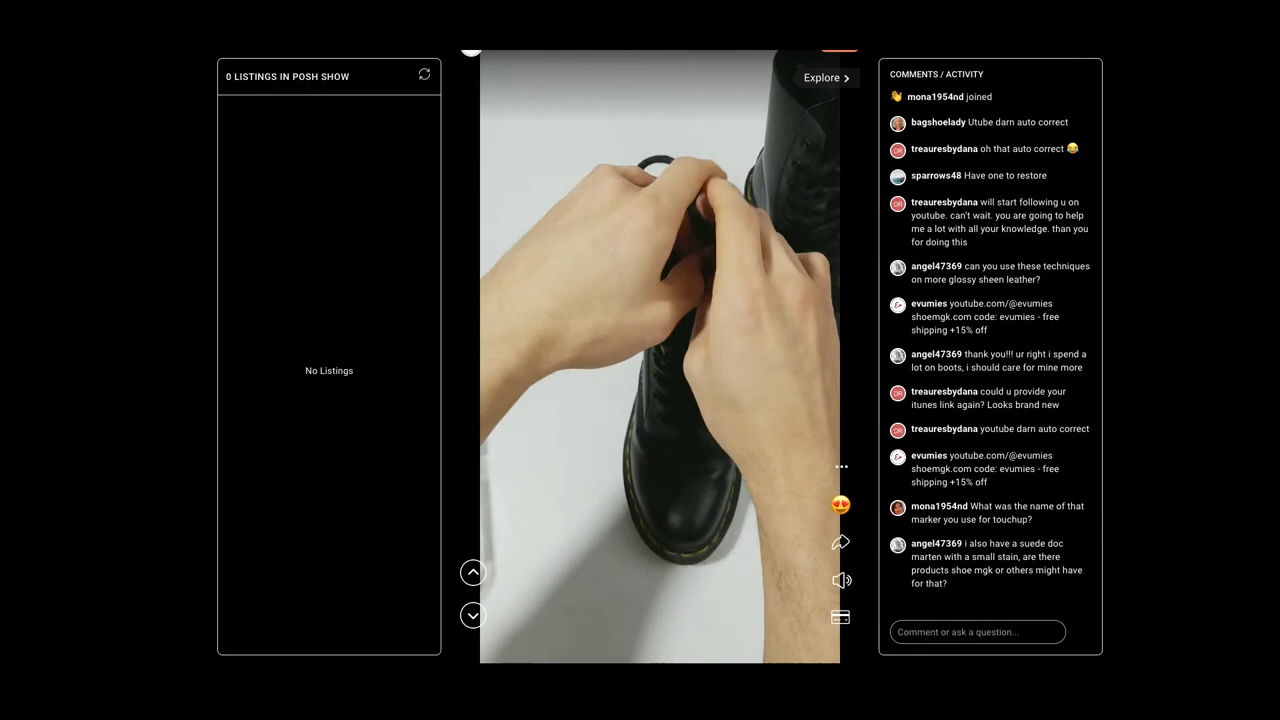 0 LISTINGS IN POSH SHOW
No Listings
Explore
COMMENTS / ACTIVITY
👋 mona1954nd joined
bagshoelady Utube darn auto correct
DR treauresbydana oh that auto correct 😂
sparrows48 Have one to restore
DR treauresbydana will start following u on
youtube. can't wait. you are going to help
me a lot with all your knowledge. than you
for doing this
angel47369 can you use these techniques
on more glossy sheen leather?
evumies youtube.com/@evumies
shoemgk.com code: evumies - free
shipping +15% off
angel47369 thank you!!! ur right i spend a
lot on boots, i should care for mine more
DR treauresbydana could u provide your
itunes link again? Looks brand new
DR treauresbydana youtube darn auto correct
evumies youtube.com/@evumies
shoemgk.com code: evumies - free
shipping +15% off
mona1954nd What was the name of that
marker you use for touchup?
angel47369 i also have a suede doc
marten with a small stain, are there
products shoe mgk or others might have
for that?
Comment or ask a question...